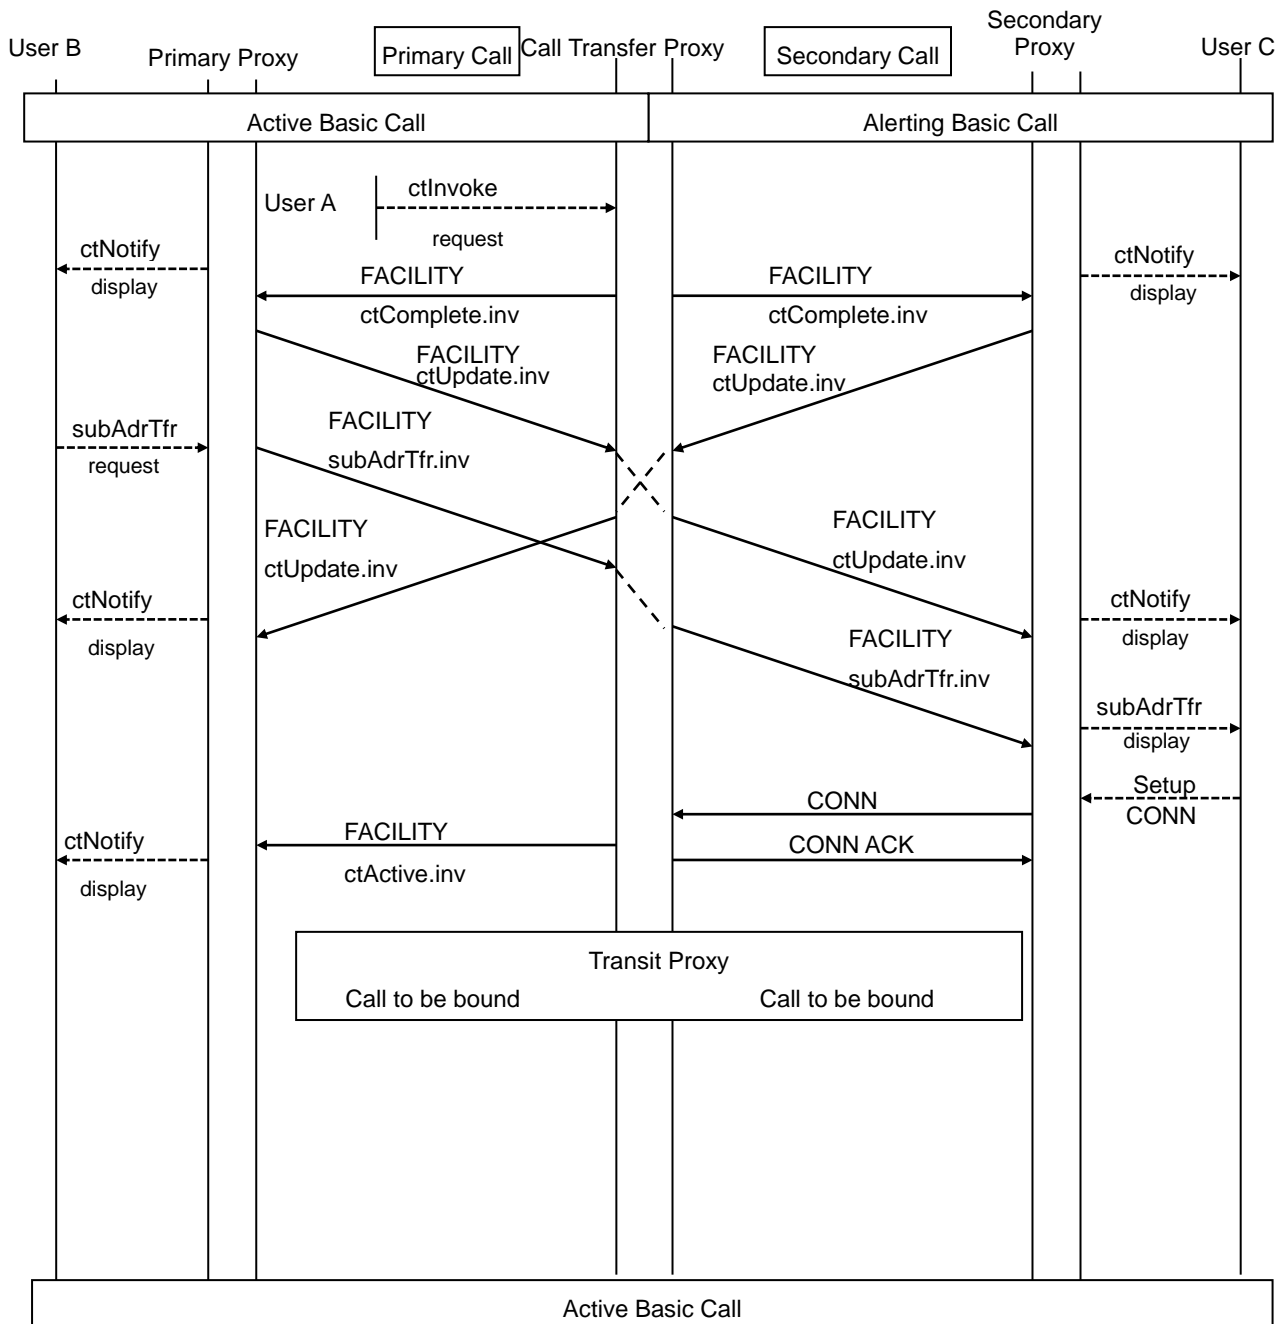 Secondary
User B
Primary Proxy
Primary Call
Call Transfer Proxy
Secondary Call
Proxy
User C
Active Basic Call
Alerting Basic Call
User A
ctInvoke
request
ctNotify
display
FACILITY
ctComplete.inv
FACILITY
ctComplete.inv
ctNotify
display
FACILITY
ctUpdate.inv
FACILITY
ctUpdate.inv
subAdrTfr
request
FACILITY
subAdrTfr.inv
FACILITY
ctUpdate.inv
FACILITY
ctUpdate.inv
ctNotify
display
ctNotify
display
FACILITY
subAdrTfr.inv
subAdrTfr
display
Setup
CONN
CONN
ctNotify
display
FACILITY
ctActive.inv
CONN ACK
Transit Proxy
Call to be bound
Call to be bound
Active Basic Call